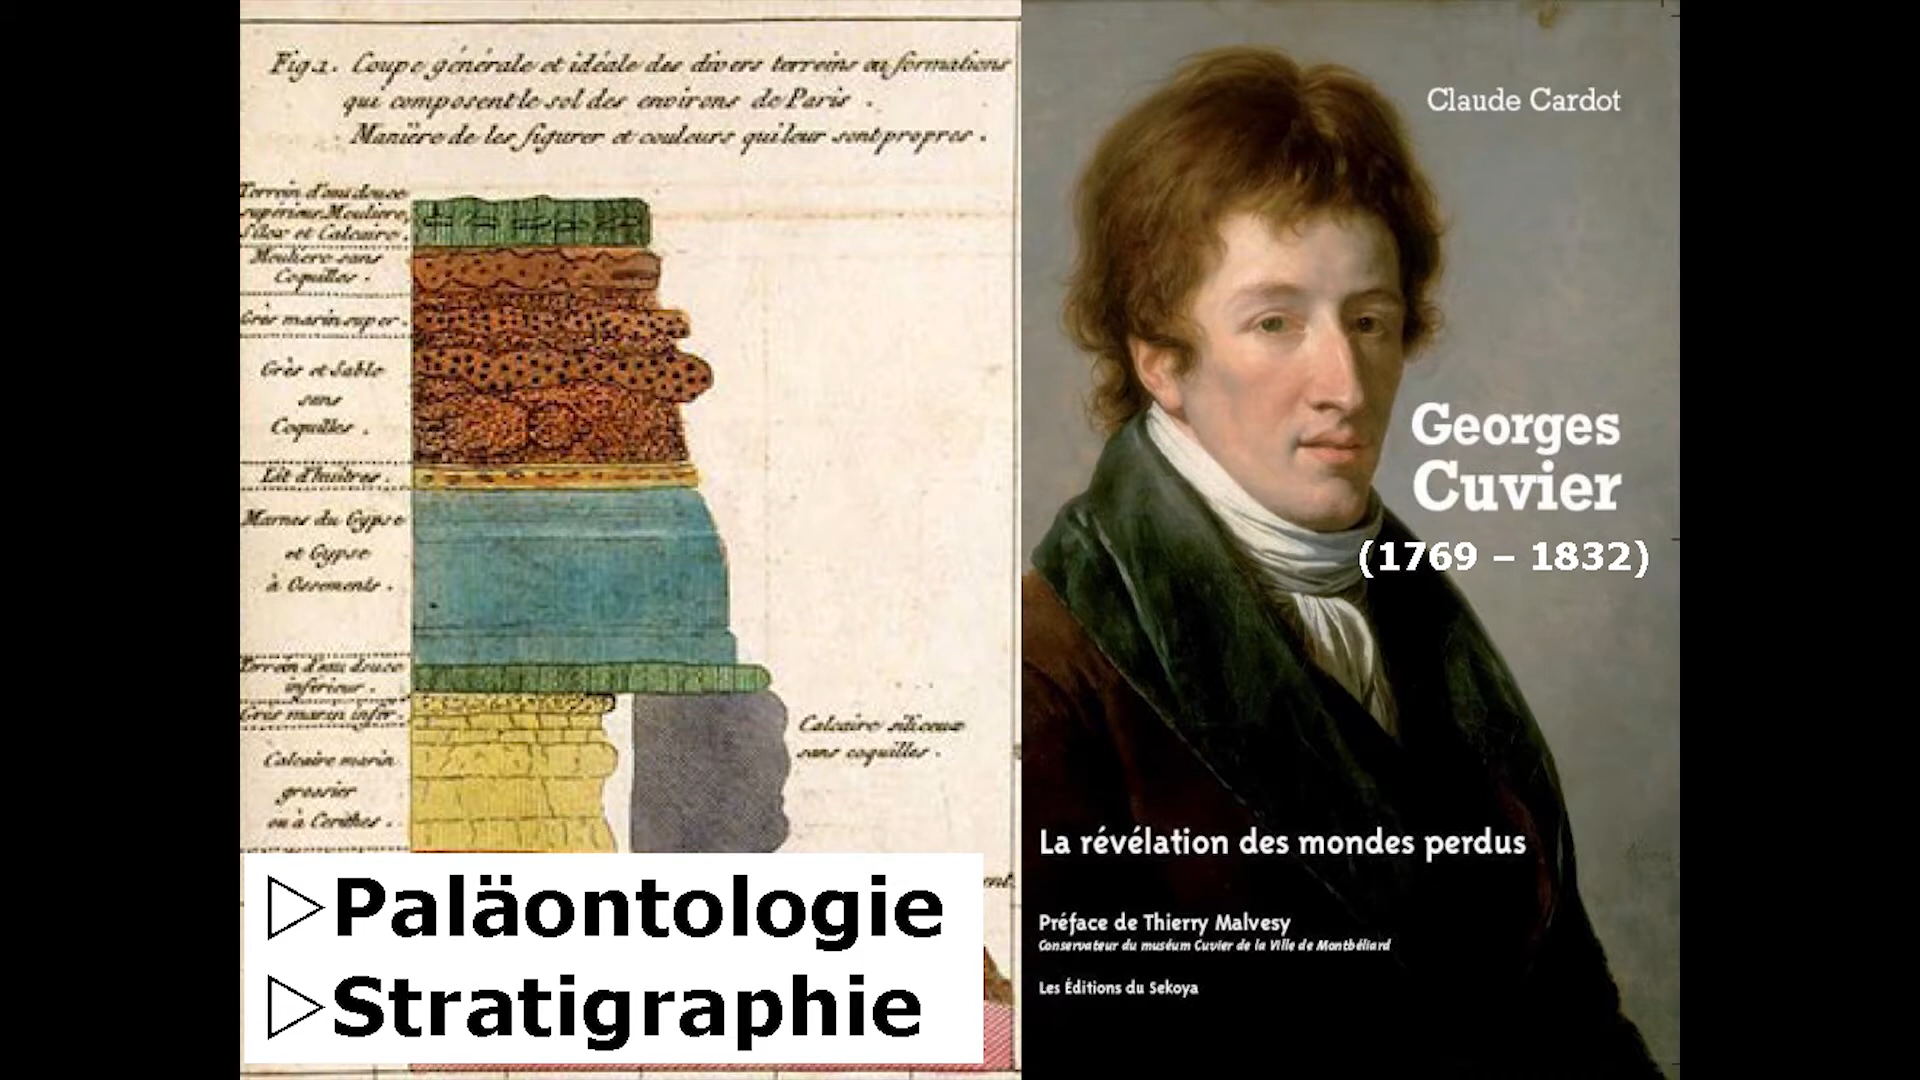 Fig.1. Coupe générale et idéale des divers terreins ou formations
qui composent le sol des environs de Paris .
Manière de les figurer et couleurs qui leur sont propres .
Terrein d'eau douce
supérieur Meuliere,
Silex et Calcaire .
Meuliere sans
Coquilles .
Grès marin super .
Grès et Sable
sans
Coquilles .
Lit d'huîtres .
Marnes du Gypse
et Gypse
à Ossements .
Terrein d'eau douce
inférieur .
Grès marin infér .
Calcaire marin
grossier
ou à Cerithes .
Calcaire siliceux
sans coquilles .
▷Paläontologie
▷Stratigraphie
Claude Cardot
Georges
Cuvier
(1769 – 1832)
La révélation des mondes perdus
Préface de Thierry Malvesy
Conservateur du muséum Cuvier de la Ville de Montbéliard
Les Éditions du Sekoya